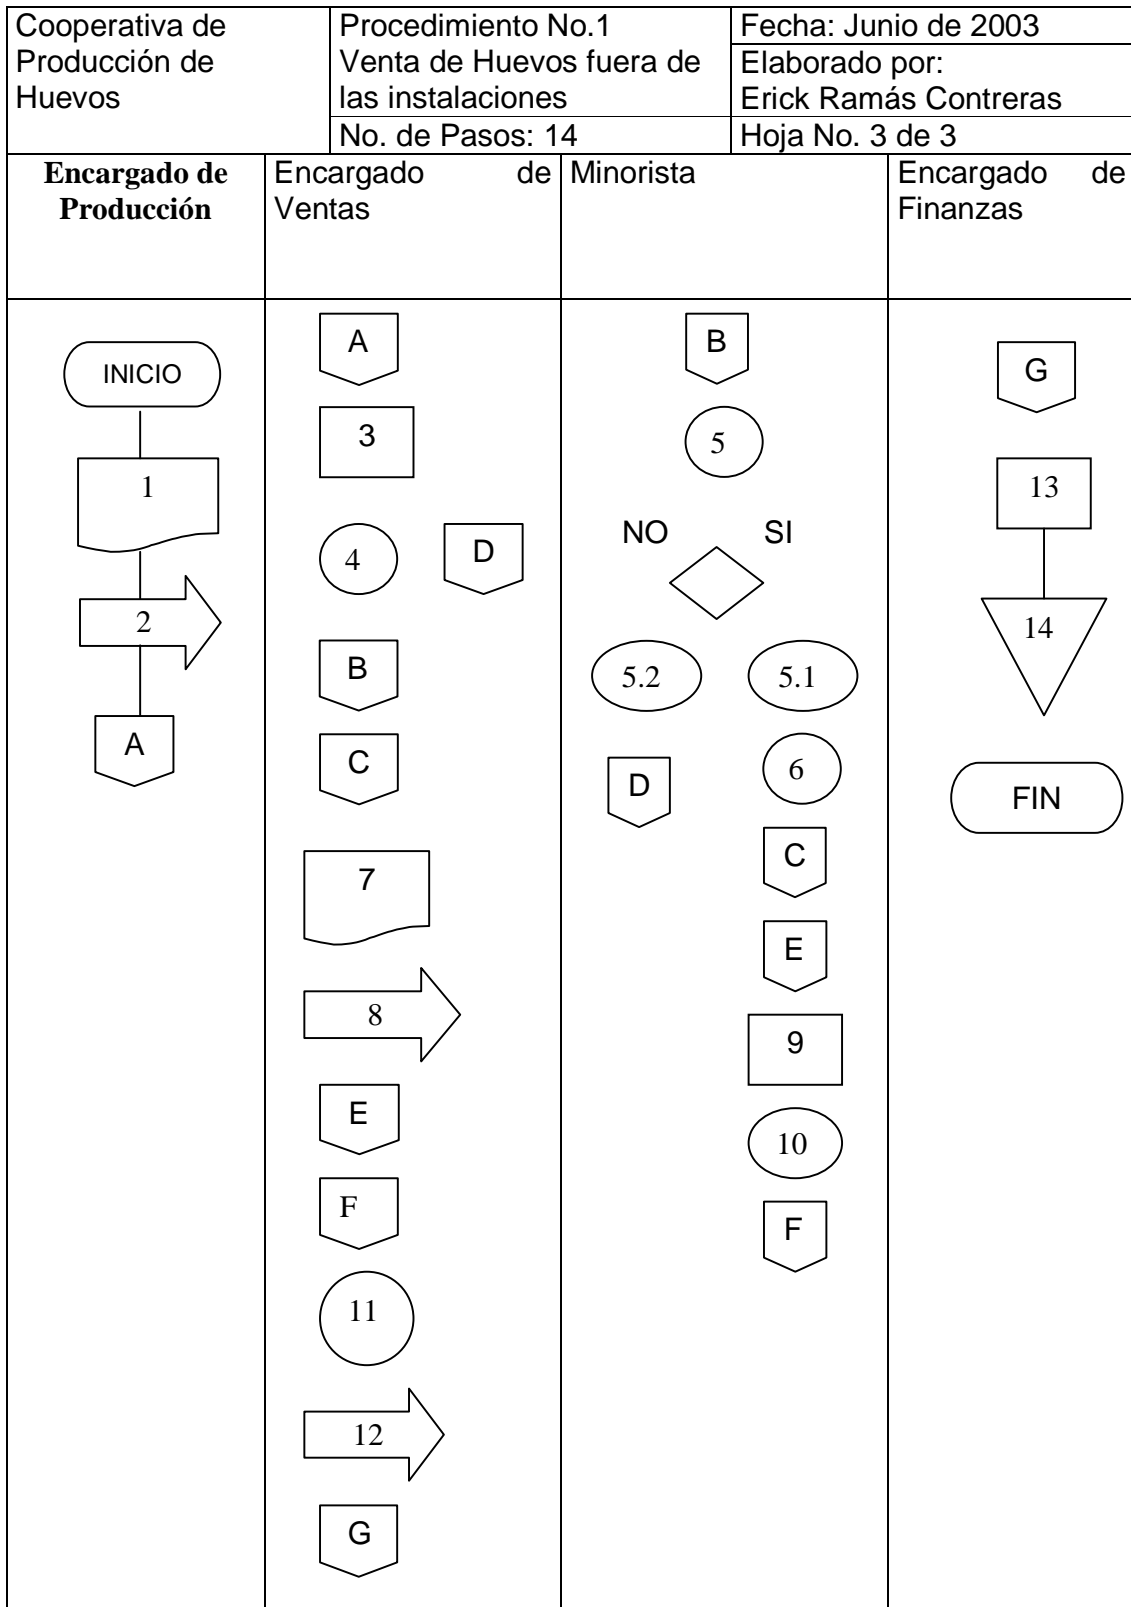 Cooperativa de
Producción de
Huevos
Procedimiento No.1
Venta de Huevos fuera de
las instalaciones
No. de Pasos: 14
Fecha: Junio de 2003
Elaborado por:
Erick Ramás Contreras
Hoja No. 3 de 3
Encargado de
Producción
Encargado de
Ventas
Minorista
Encargado de
Finanzas
INICIO
1
2
A
A
3
4
D
B
C
7
8
E
F
11
12
G
B
5
NO
SI
5.2
5.1
D
6
C
E
9
10
F
G
13
14
FIN